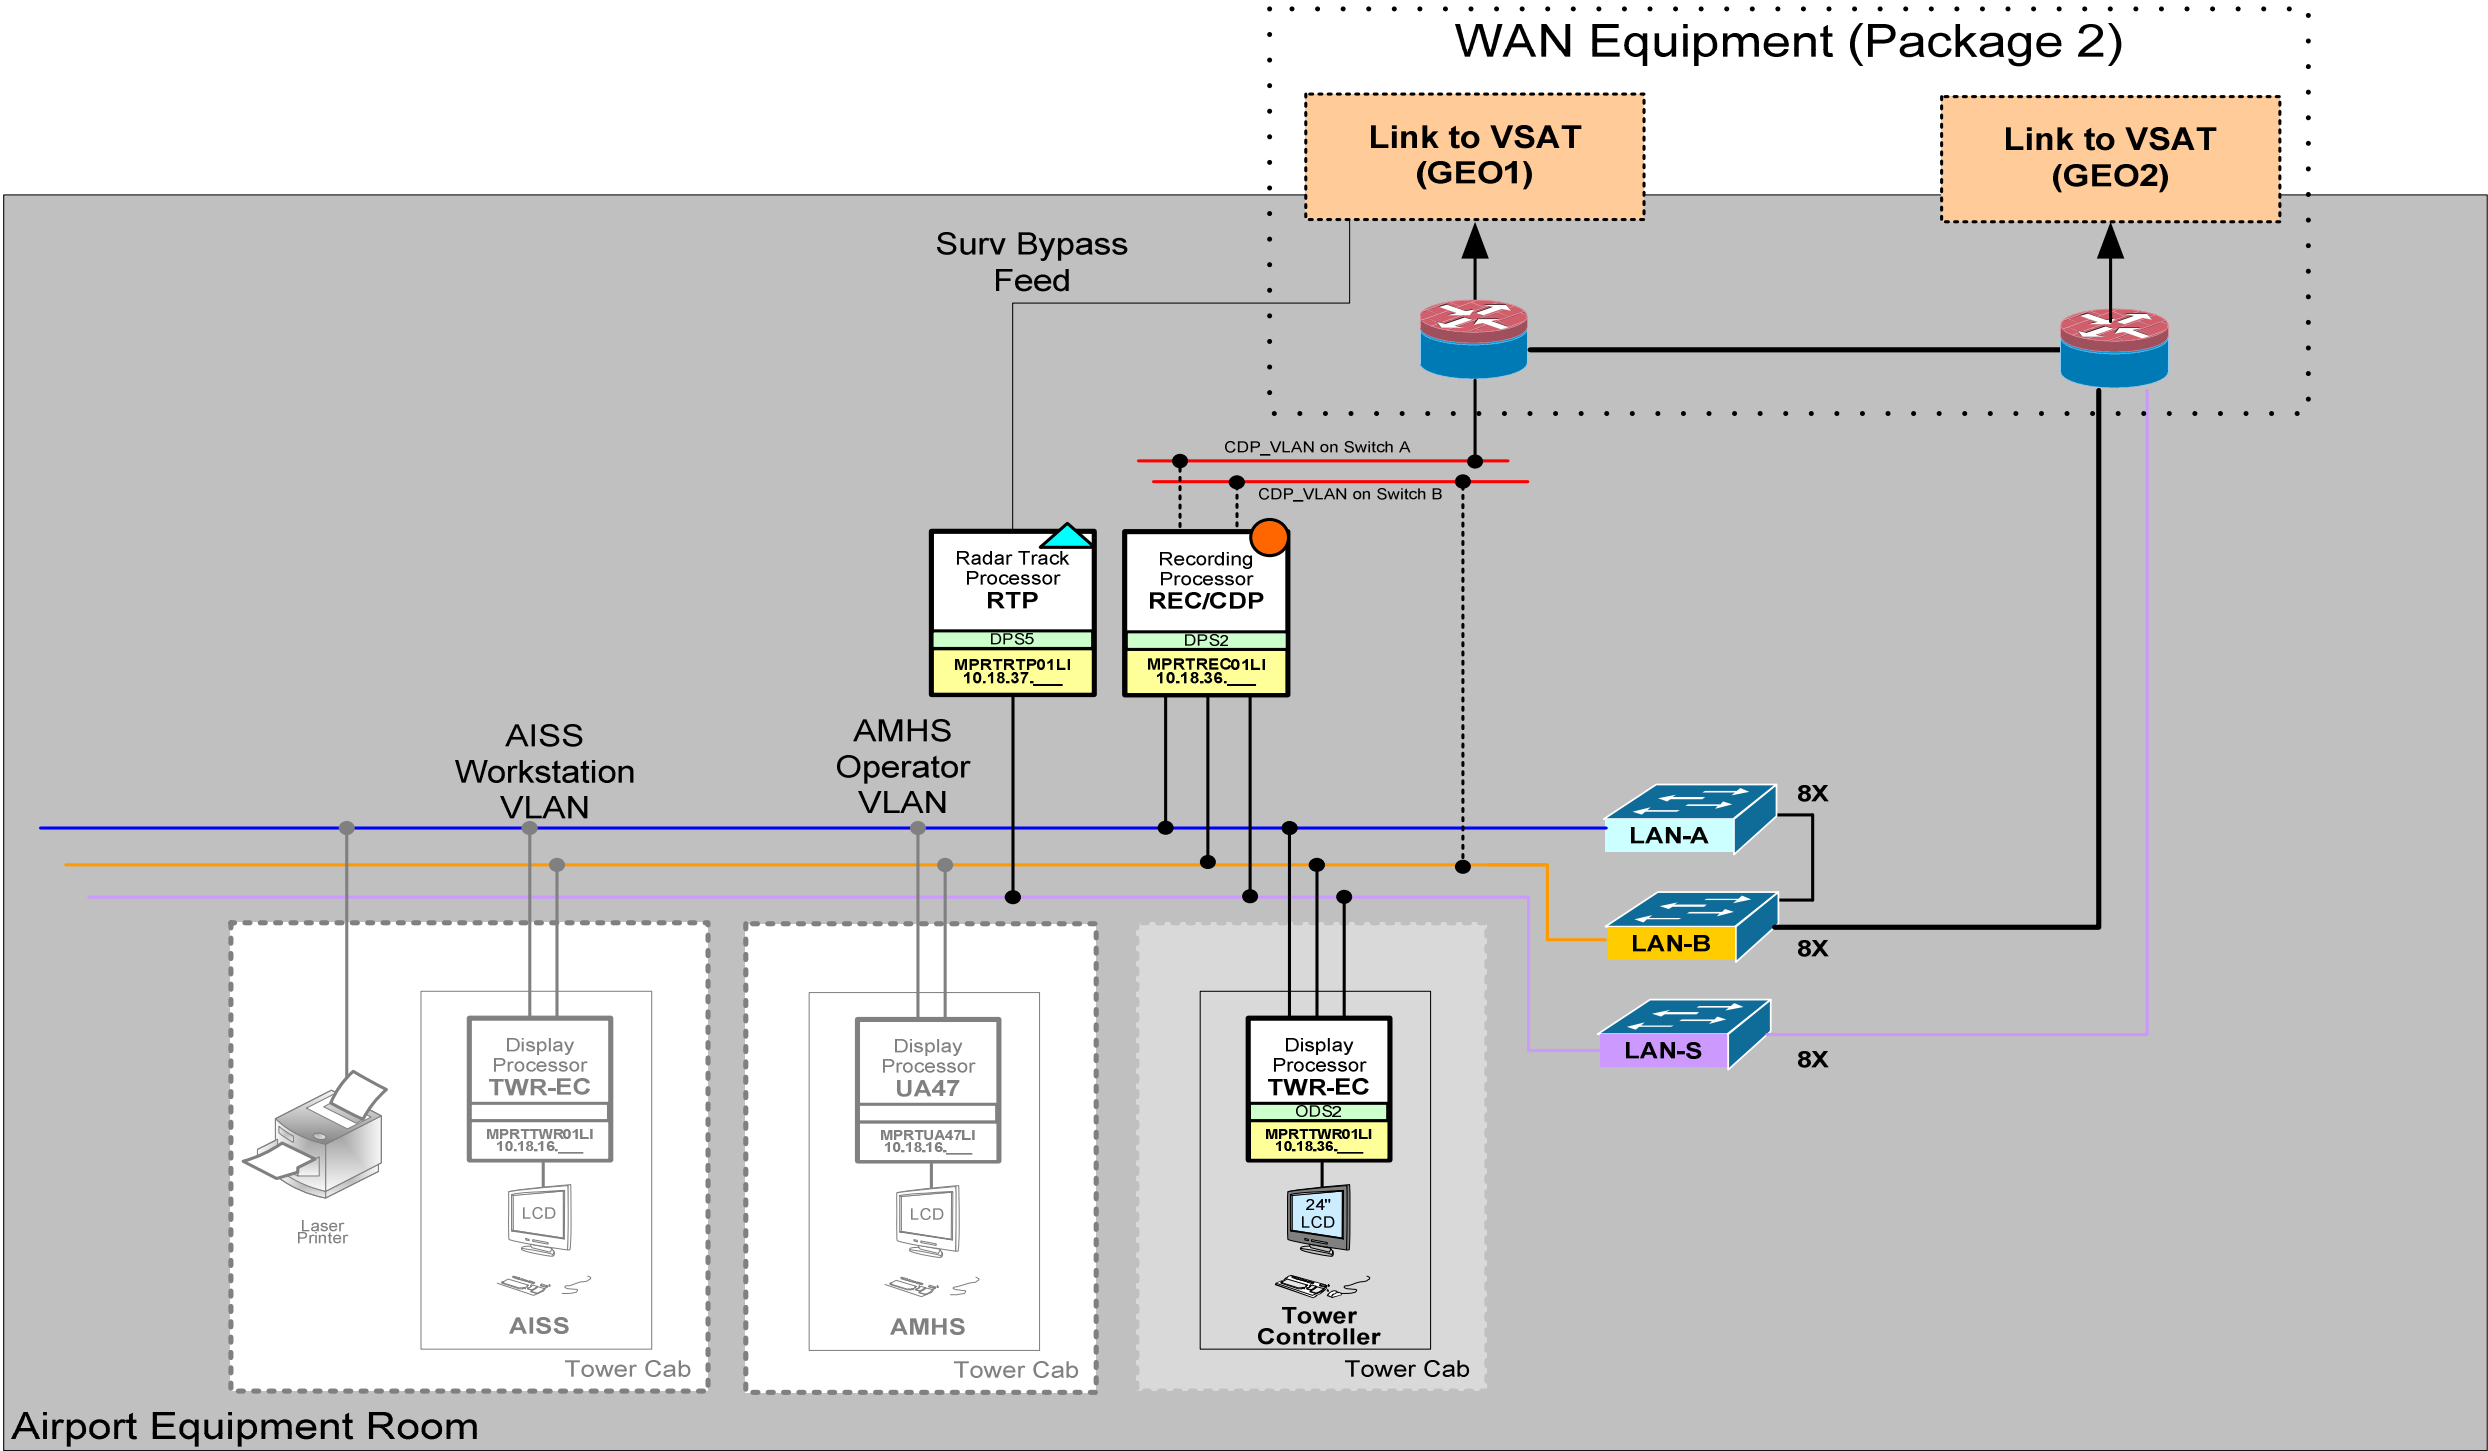 WAN Equipment (Package 2)
Link to VSAT
(GEO1)
Link to VSAT
(GEO2)
Surv Bypass
Feed
CDP_VLAN on Switch A
CDP_VLAN on Switch B
Radar Track
Processor
RTP
DPS5
MPRTRTP01LI
10.18.37.___
Recording
Processor
REC/CDP
DPS2
MPRTREC01LI
10.18.36.___
AISS
Workstation
VLAN
AMHS
Operator
VLAN
8X
LAN-A
LAN-B
8X
LAN-S
8X
Laser
Printer
Display
Processor
TWR-EC
MPRTTWR01LI
10.18.16.___
LCD
AISS
Tower Cab
Display
Processor
UA47
MPRTUA47LI
10.18.16.___
LCD
AMHS
Tower Cab
Display
Processor
TWR-EC
ODS2
MPRTTWR01LI
10.18.36.___
24"
LCD
Tower
Controller
Tower Cab
Airport Equipment Room